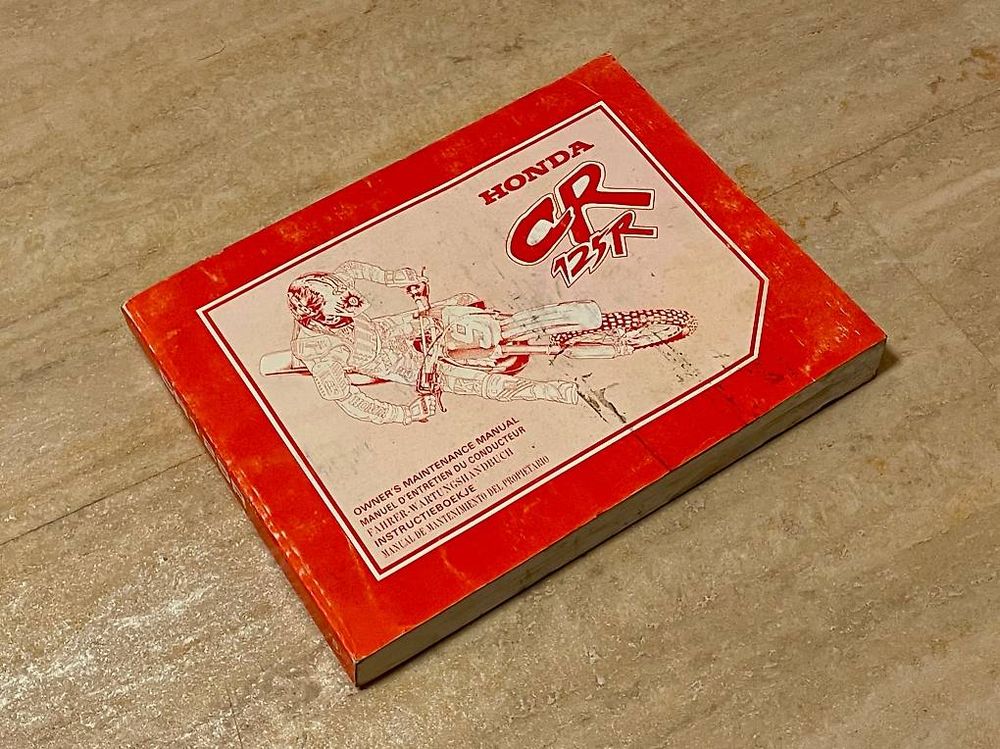 HONDA
CR
125R
OWNER'S MAINTENANCE MANUAL
MANUEL D'ENTRETIEN DU CONDUCTEUR
FAHRER-WARTUNGSHANDBUCH
INSTRUCTIEBOEKJE
MANUAL DE MANTENIMIENTO DEL PROPIETARIO